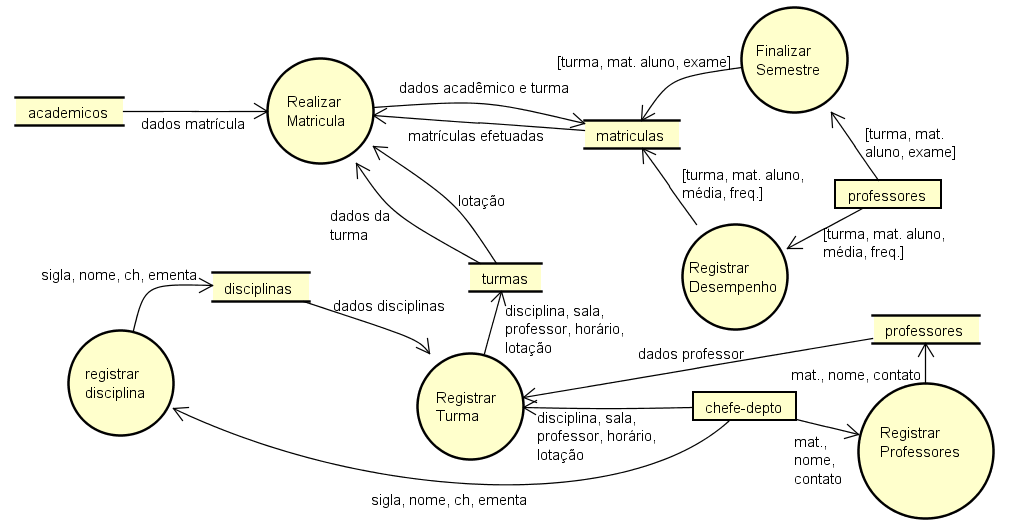 Finalizar
Semestre
[turma, mat. aluno, exame]
dados acadêmico e turma
Realizar
Matricula
academicos
dados matrícula
matrículas efetuadas
matriculas
[turma, mat.
aluno, exame]
[turma, mat. aluno,
média, freq.]
professores
lotação
dados da
turma
[turma, mat. aluno,
média, freq.]
Registrar
Desempenho
sigla, nome, ch, ementa
disciplinas
turmas
dados disciplinas
disciplina, sala,
professor, horário,
lotação
professores
dados professor
registrar
disciplina
mat., nome, contato
Registrar
Turma
chefe-depto
disciplina, sala,
professor, horário,
lotação
mat.,
nome,
contato
Registrar
Professores
sigla, nome, ch, ementa